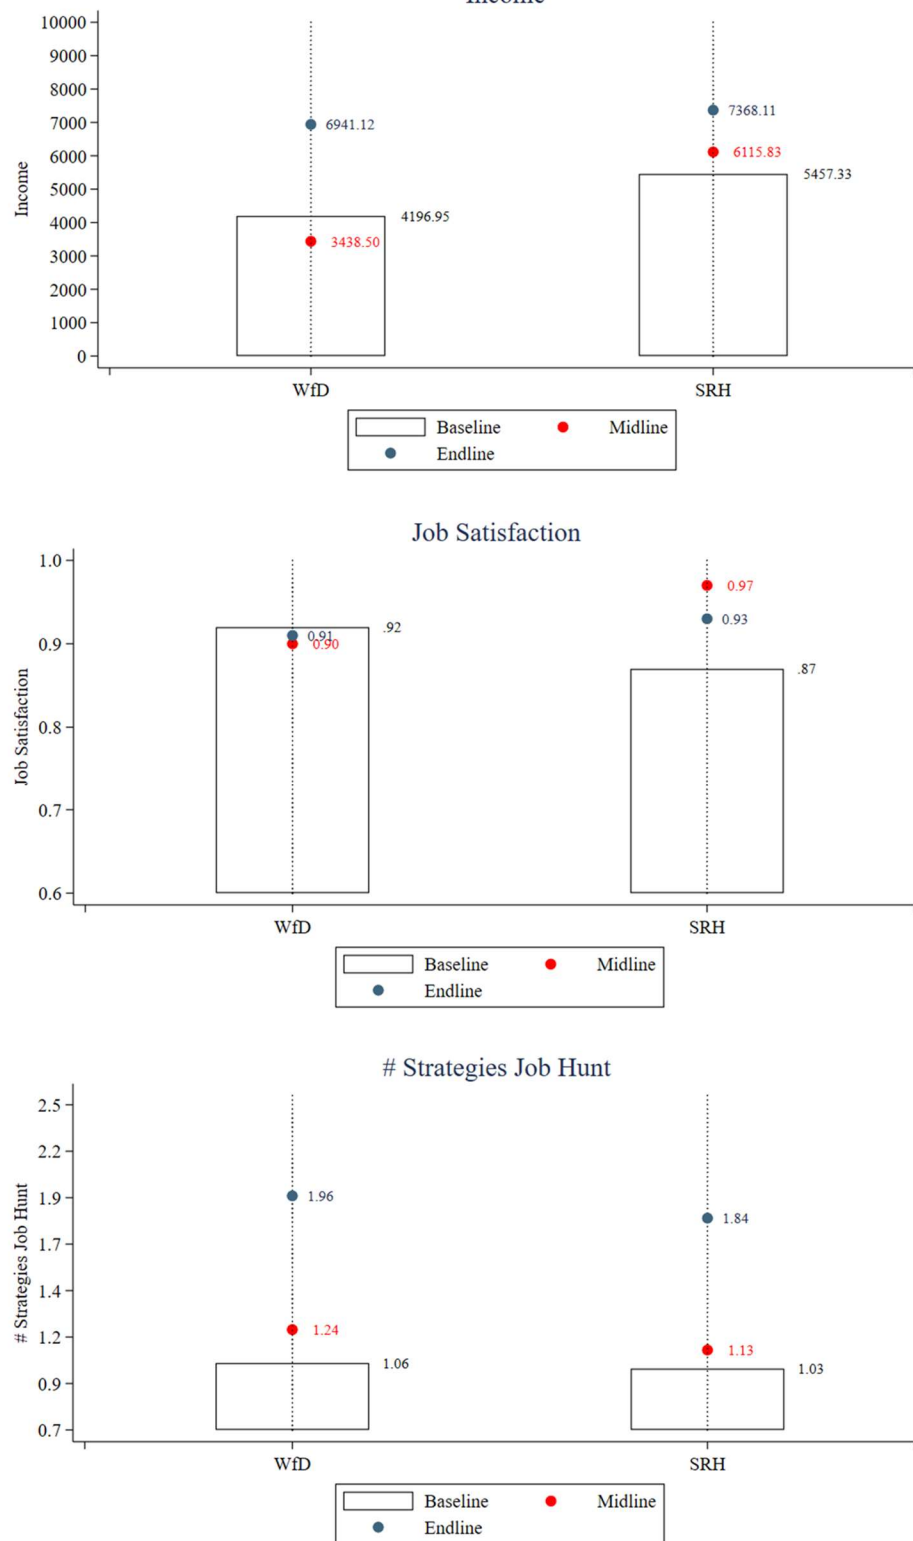 Income
10000
9000
8000
7000
6000
5000
4000
3000
2000
1000
0
Income
6941.12
4196.95
3438.50
7368.11
6115.83
5457.33
WfD SRH
Baseline Midline
Endline
Job Satisfaction
1.0
0.9
0.8
0.7
0.6
Job Satisfaction
.92
0.91
0.90
0.97
0.93
.87
WfD SRH
Baseline Midline
Endline
# Strategies Job Hunt
2.5
2.2
1.9
1.7
1.4
1.2
0.9
0.7
# Strategies Job Hunt
1.96
1.24
1.06
1.84
1.13
1.03
WfD SRH
Baseline Midline
Endline